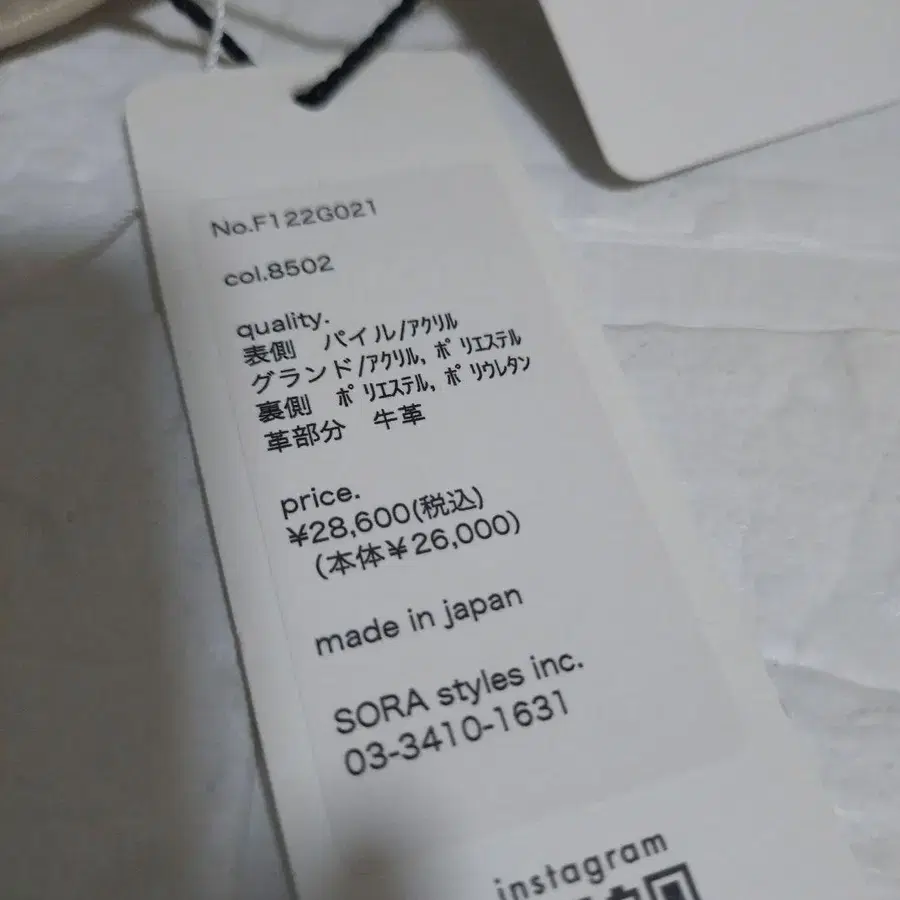 No.F122G021
col.8502
quality.
表側　パイル/ｱｸﾘﾙ
グランド/ｱｸﾘﾙ, ﾎﾟﾘｴｽﾃﾙ
裏側　ﾎﾟﾘｴｽﾃﾙ, ﾎﾟﾘｳﾚﾀﾝ
革部分　牛革
price.
¥28,600(税込)
(本体¥26,000)
made in japan
SORA styles inc.
03-3410-1631
instagram